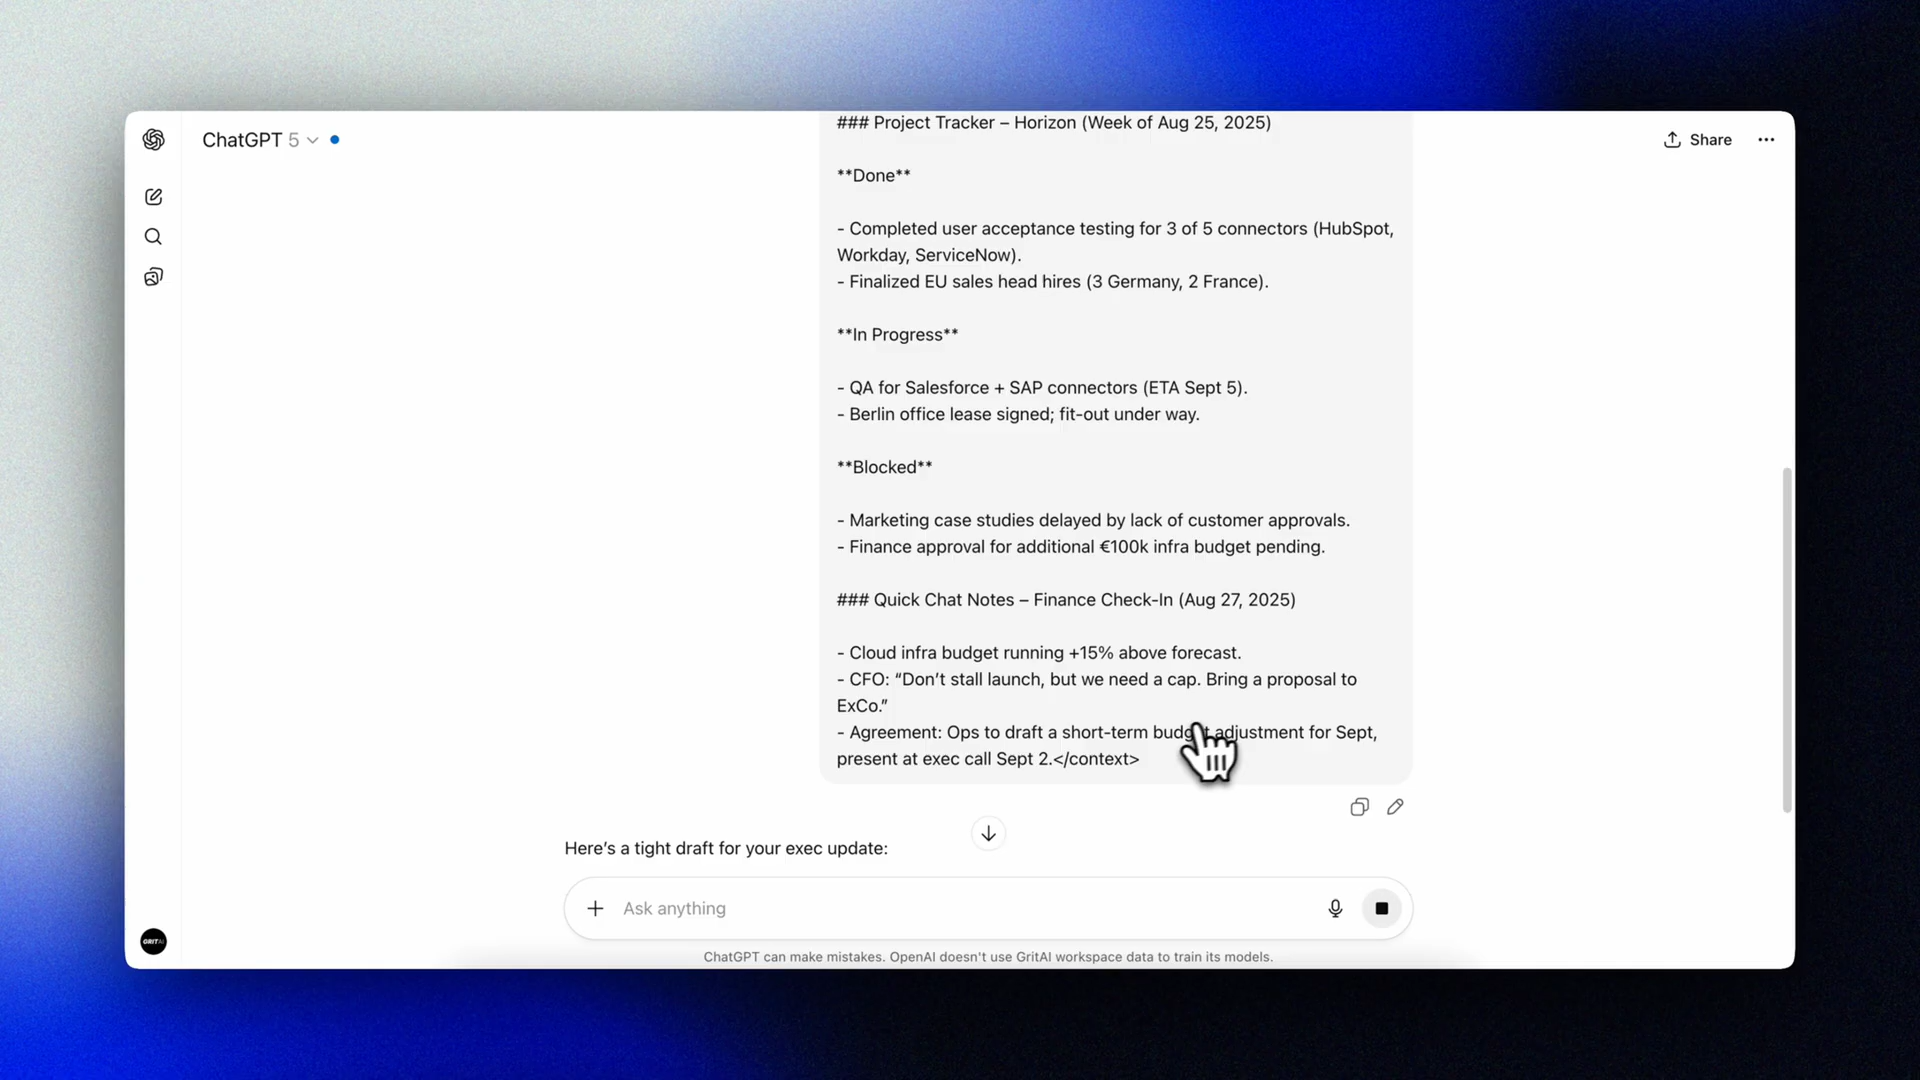 ChatGPT 5
Share
### Project Tracker – Horizon (Week of Aug 25, 2025)
**Done**
- Completed user acceptance testing for 3 of 5 connectors (HubSpot,
Workday, ServiceNow).
- Finalized EU sales head hires (3 Germany, 2 France).
**In Progress**
- QA for Salesforce + SAP connectors (ETA Sept 5).
- Berlin office lease signed; fit-out under way.
**Blocked**
- Marketing case studies delayed by lack of customer approvals.
- Finance approval for additional €100k infra budget pending.
### Quick Chat Notes – Finance Check-In (Aug 27, 2025)
- Cloud infra budget running +15% above forecast.
- CFO: “Don’t stall launch, but we need a cap. Bring a proposal to
ExCo.”
- Agreement: Ops to draft a short-term budget adjustment for Sept,
present at exec call Sept 2.</context>
Here’s a tight draft for your exec update:
Ask anything
GRITAI
ChatGPT can make mistakes. OpenAI doesn't use GritAI workspace data to train its models.